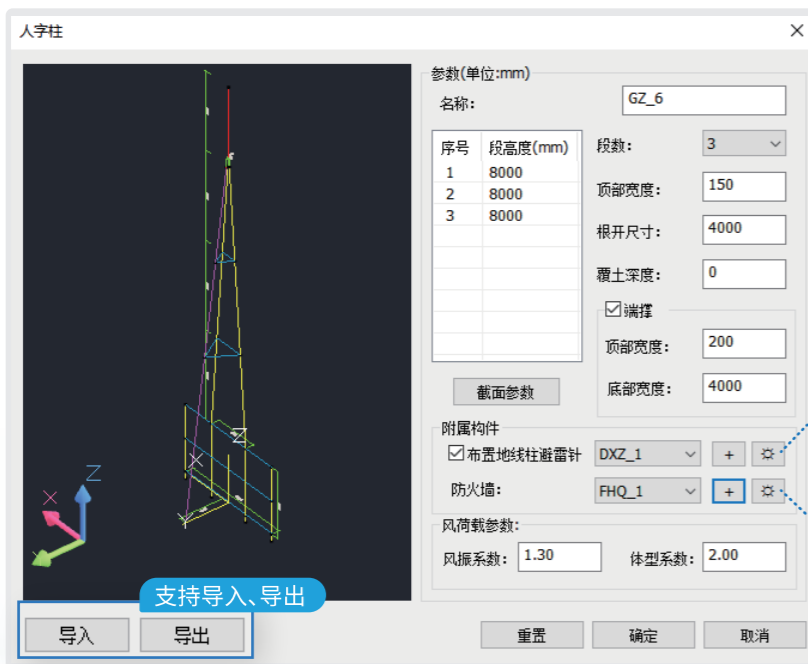 人字柱
参数(单位:mm)
名称: GZ_6
序号 段高度(mm)
1 8000
2 8000
3 8000
段数: 3
顶部宽度: 150
根开尺寸: 4000
覆土深度: 0
端撑
顶部宽度: 200
底部宽度: 4000
截面参数
附属构件
布置地线柱避雷针 DXZ_1 +
防火墙: FHQ_1 +
风荷载参数:
风振系数: 1.30 体型系数: 2.00
Z
X
Z
X
Y
支持导入、导出
导入 导出 重置 确定 取消